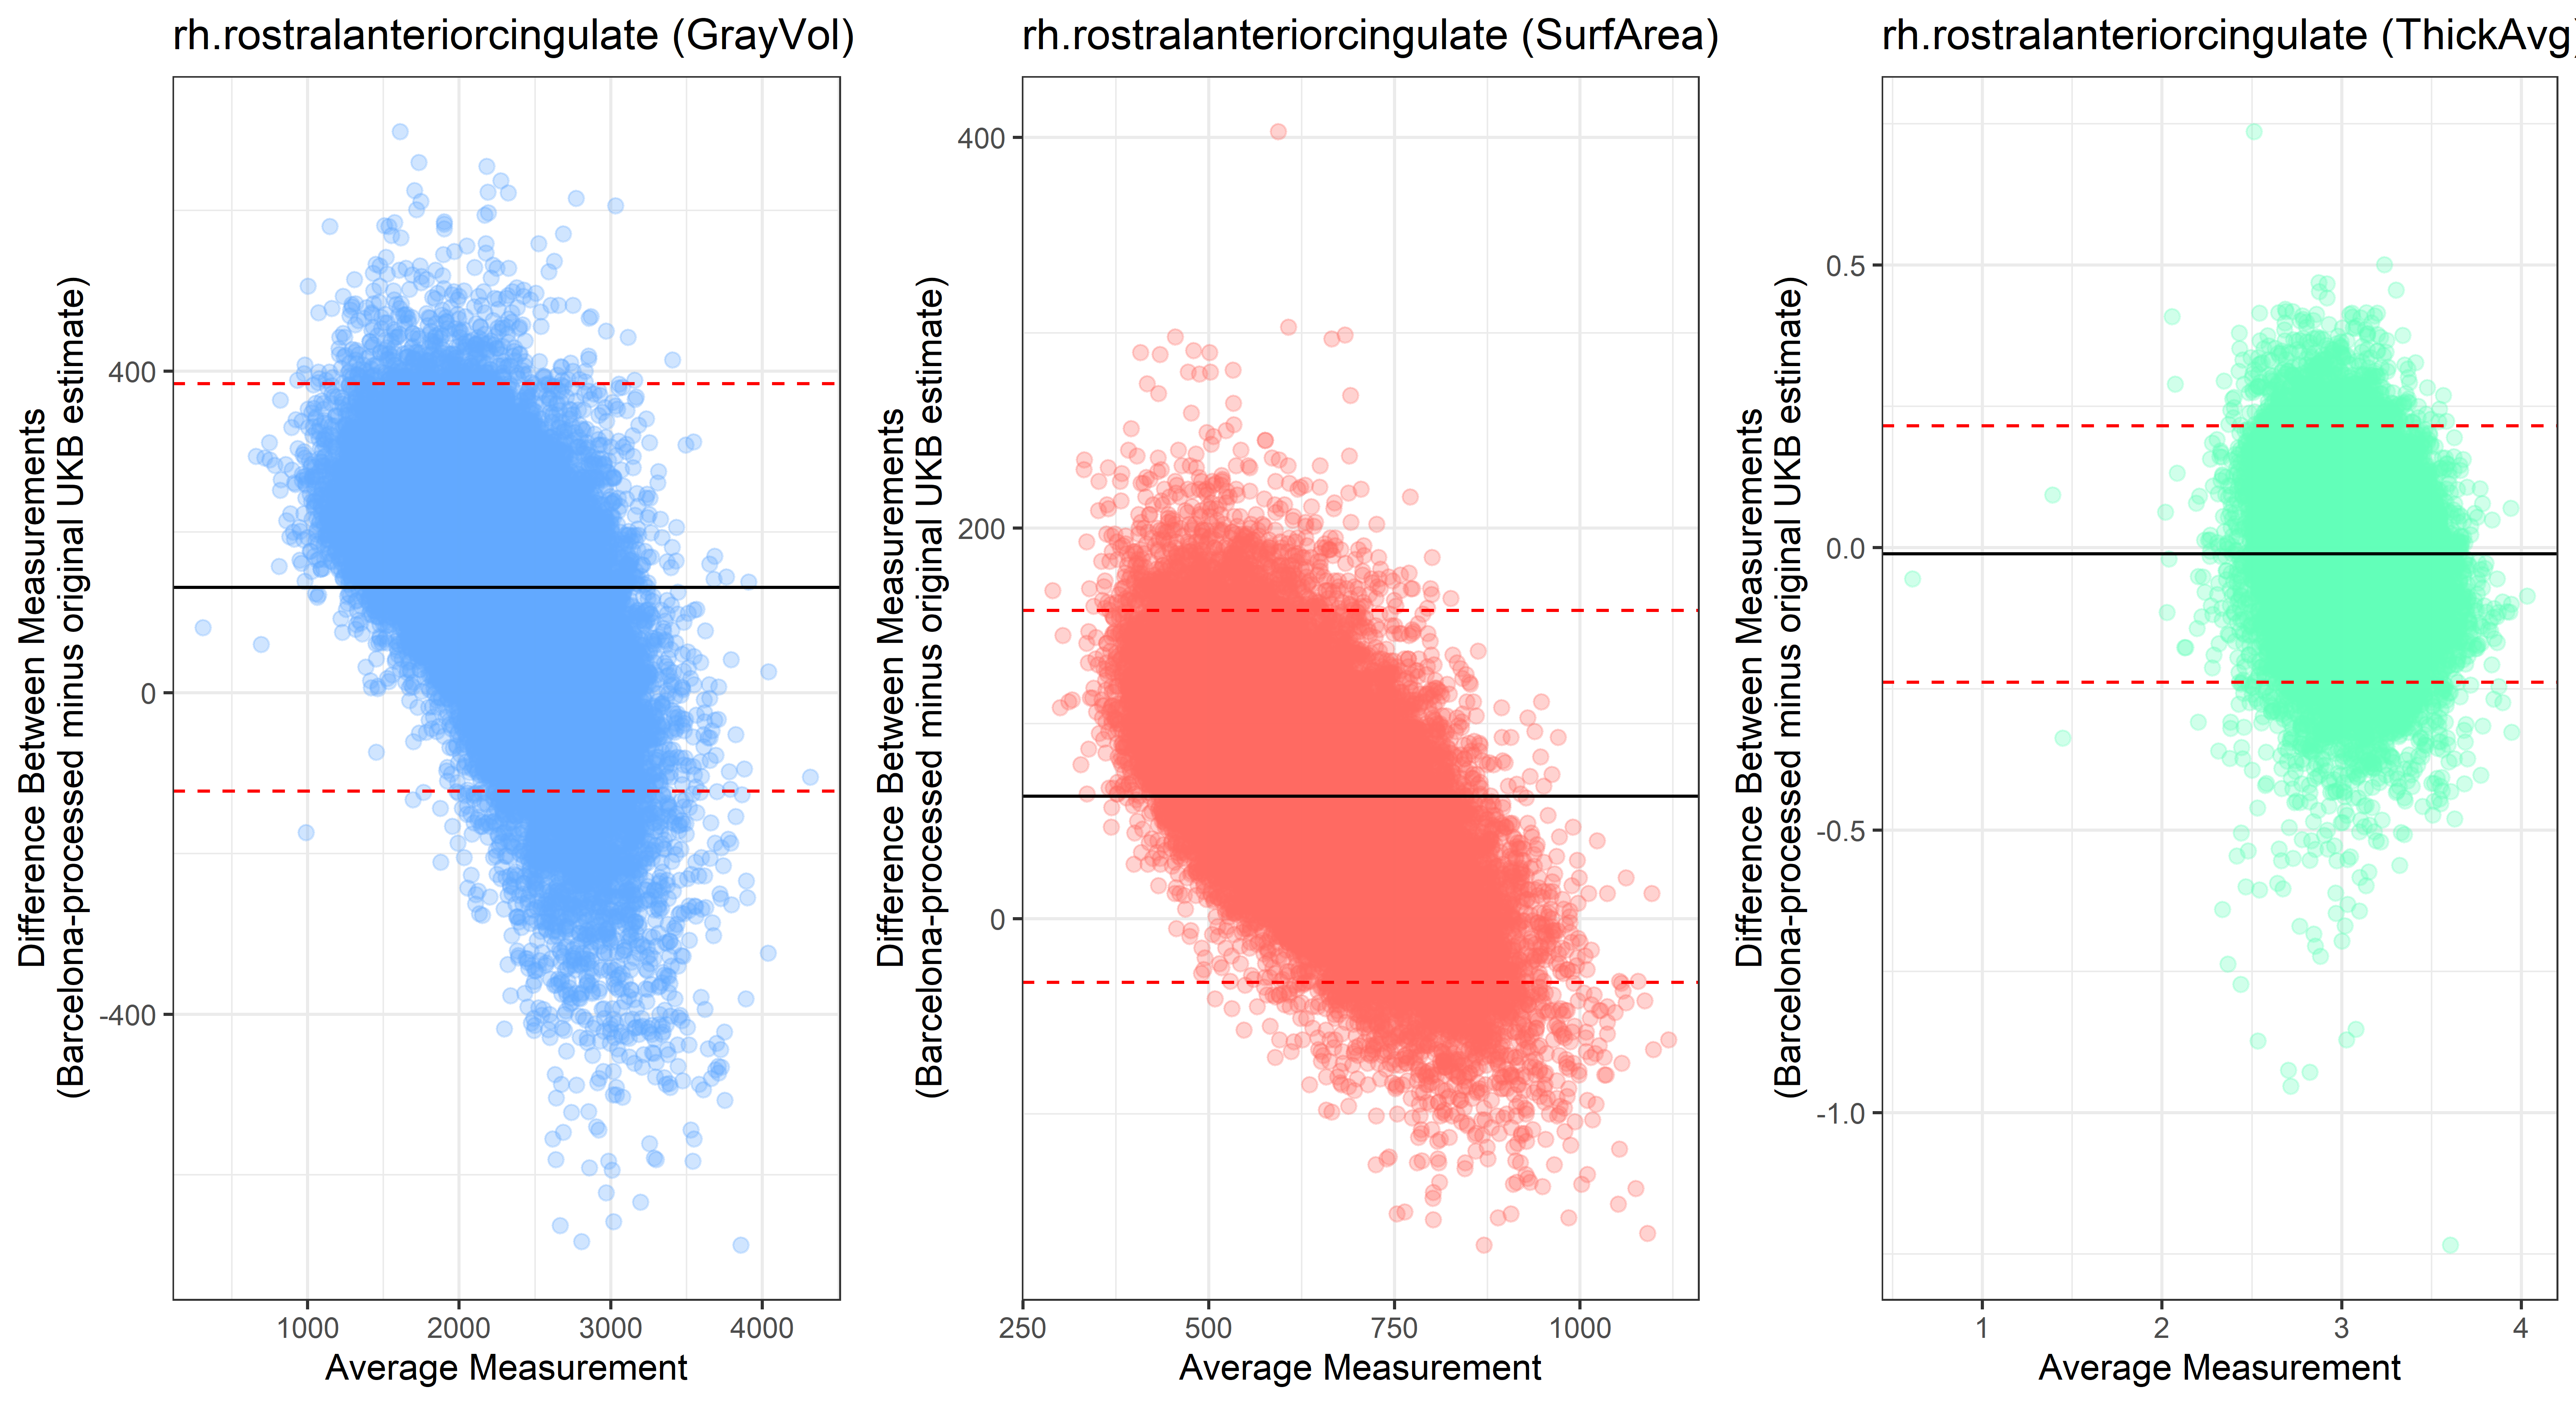 rh.rostralanteriorcingulate (GrayVol)
Difference Between Measurements
(Barcelona-processed minus original UKB estimate)
400
0
-400
1000 2000 3000 4000
Average Measurement
rh.rostralanteriorcingulate (SurfArea)
Difference Between Measurements
(Barcelona-processed minus original UKB estimate)
400
200
0
250 500 750 1000
Average Measurement
rh.rostralanteriorcingulate (ThickAvg)
Difference Between Measurements
(Barcelona-processed minus original UKB estimate)
0.5
0.0
-0.5
-1.0
1 2 3 4
Average Measurement